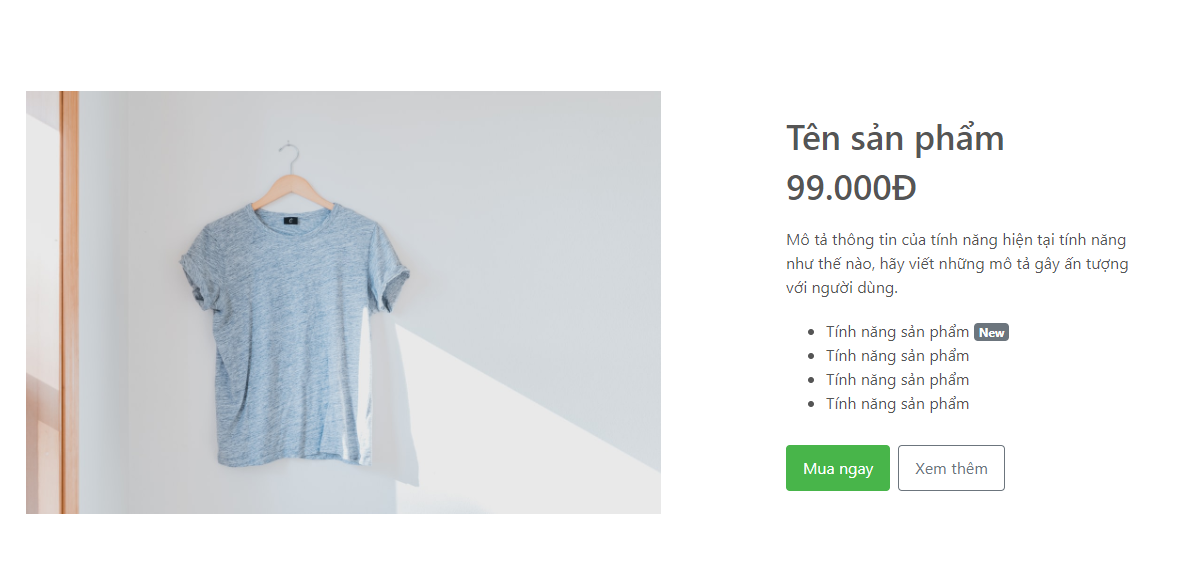 Tên sản phẩm
99.000Đ
Mô tả thông tin của tính năng hiện tại tính năng
như thế nào, hãy viết những mô tả gây ấn tượng
với người dùng.
Tính năng sản phẩm New
Tính năng sản phẩm
Tính năng sản phẩm
Tính năng sản phẩm
Mua ngay Xem thêm